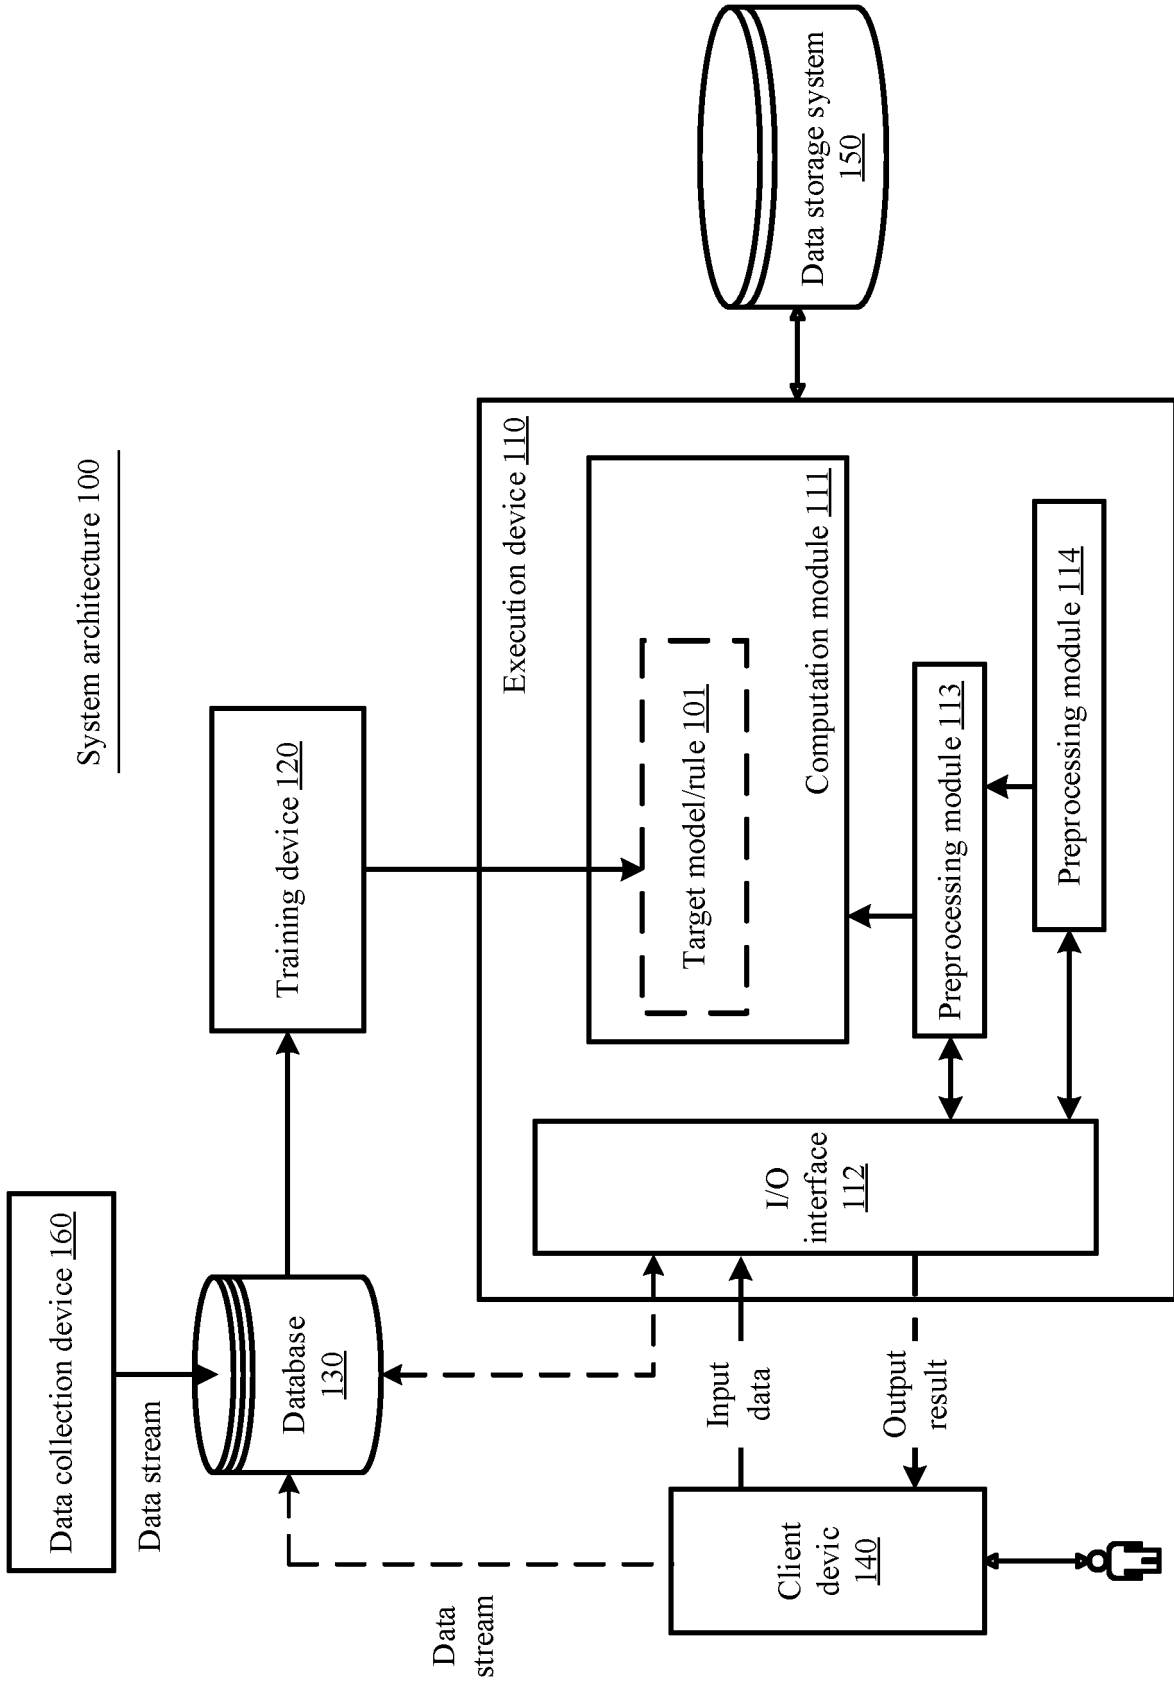 System architecture 100
Data collection device 160
Data stream
Database
130
Training device 120
Data
stream
Execution device 110
Target model/rule 101
Computation module 111
Data storage system
150
Client
devic
140
Input
data
Output
result
I/O
interface
112
Preprocessing module 113
Preprocessing module 114